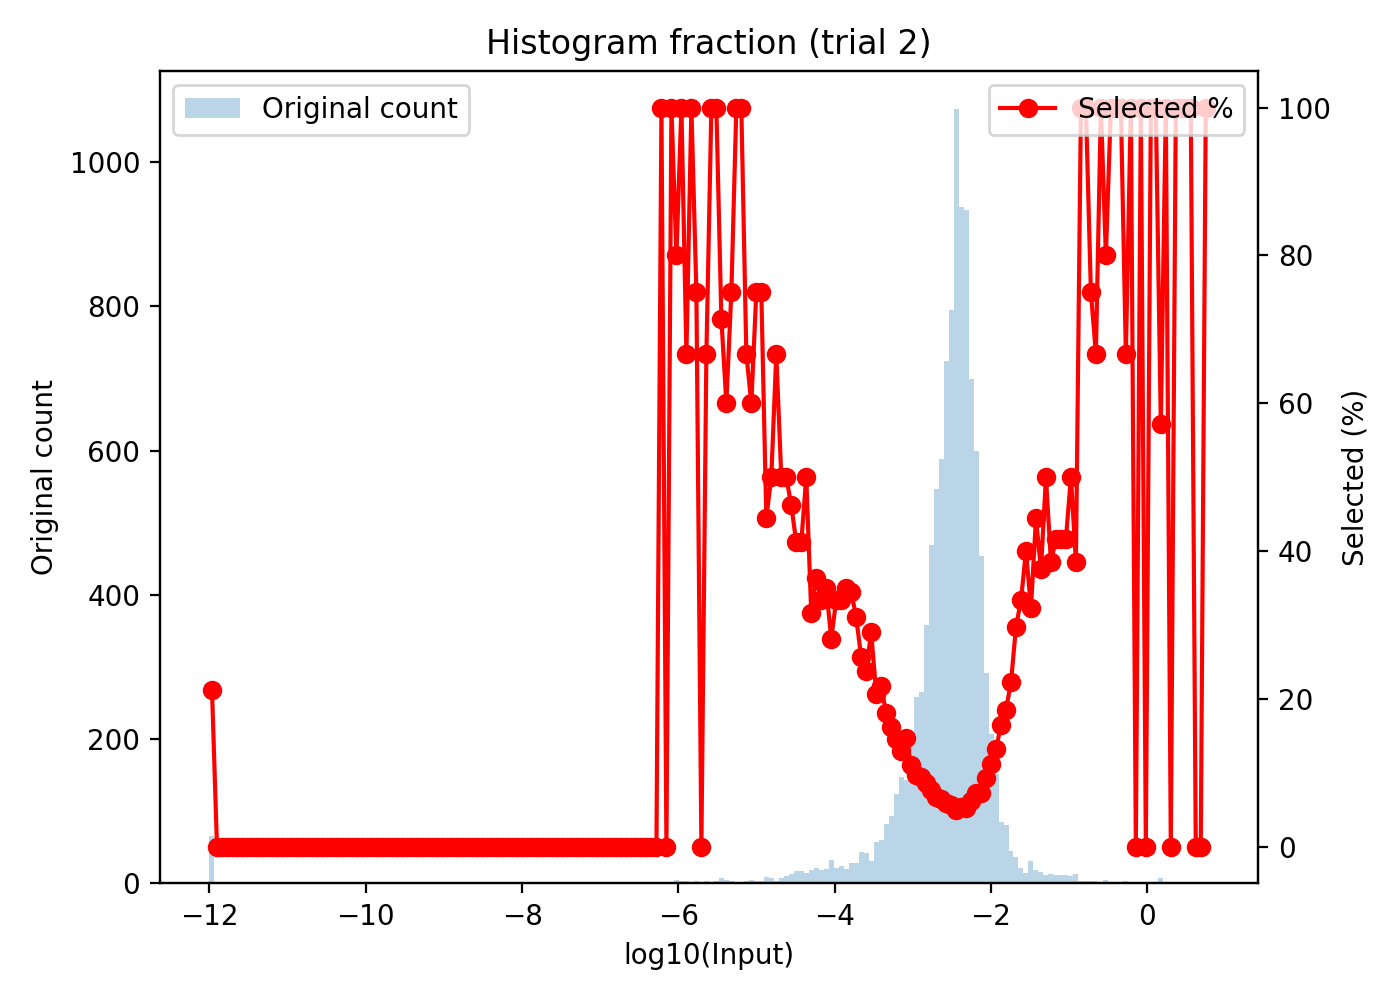 Histogram fraction (trial 2)
Original count
Selected %
1000
800
600
400
200
0
Original count
100
80
60
40
20
0
Selected (%)
−12 −10 −8 −6 −4 −2 0
log10(Input)